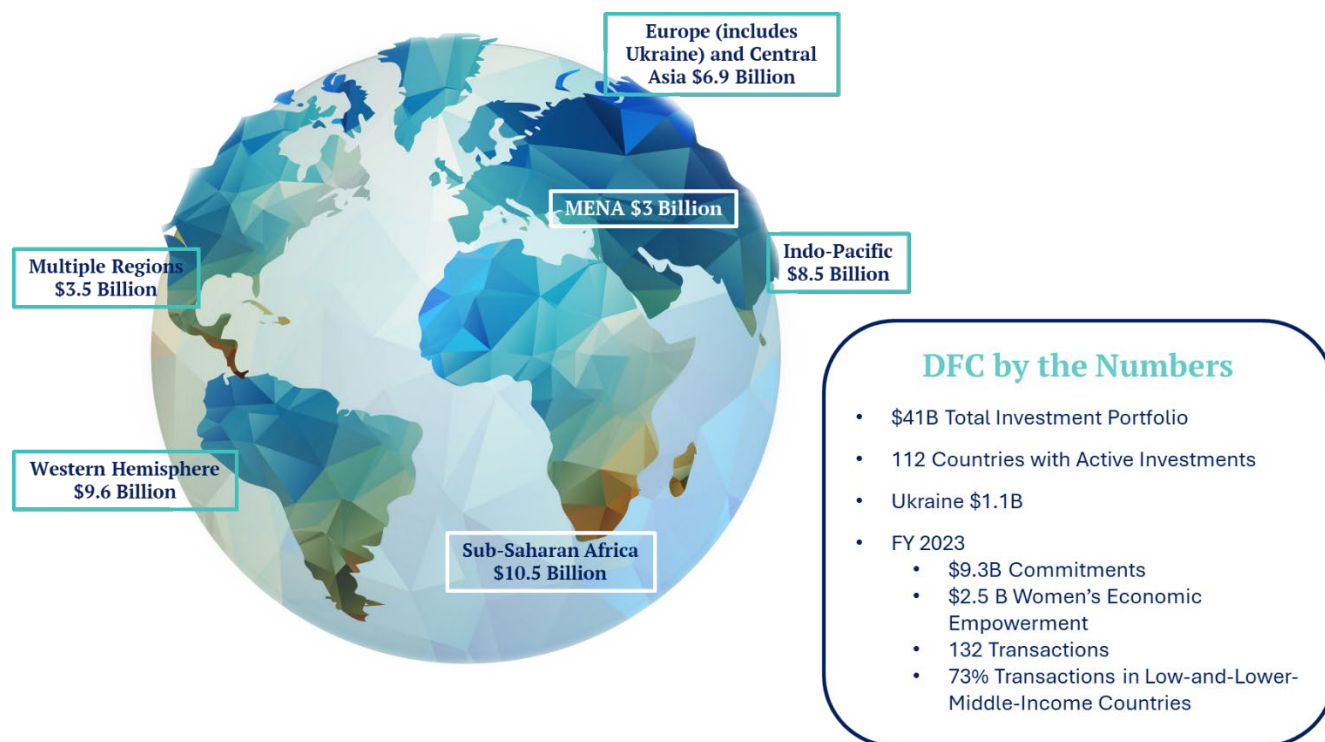 Europe (includes
Ukraine) and Central
Asia $6.9 Billion
MENA $3 Billion
Indo-Pacific
$8.5 Billion
Multiple Regions
$3.5 Billion
Western Hemisphere
$9.6 Billion
Sub-Saharan Africa
$10.5 Billion
DFC by the Numbers
• $41B Total Investment Portfolio
• 112 Countries with Active Investments
• Ukraine $1.1B
• FY 2023
• $9.3B Commitments
• $2.5 B Women’s Economic
Empowerment
• 132 Transactions
• 73% Transactions in Low-and-Lower-
Middle-Income Countries